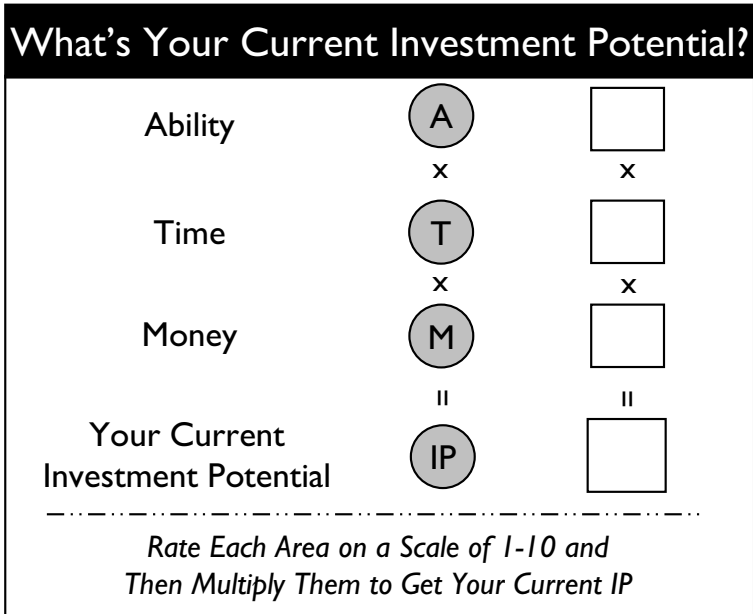 What's Your Current Investment Potential?
Ability A
x x
Time T
x x
Money M
= =
Your Current
Investment Potential IP
Rate Each Area on a Scale of 1-10 and
Then Multiply Them to Get Your Current IP